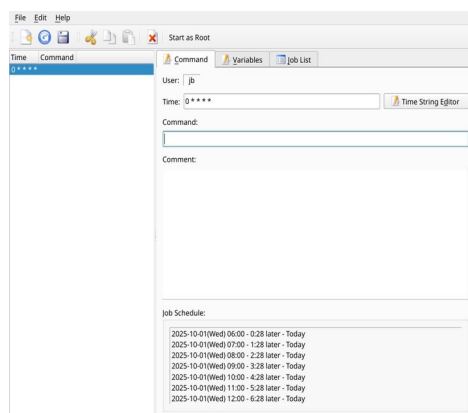 File Edit Help
Start as Root
Time Command
0 * * * *
Command Variables Job List
User: jb
Time: 0 * * * * Time String Editor
Command:
Comment:
Job Schedule:
2025-10-01(Wed) 06:00 - 0:28 later - Today
2025-10-01(Wed) 07:00 - 1:28 later - Today
2025-10-01(Wed) 08:00 - 2:28 later - Today
2025-10-01(Wed) 09:00 - 3:28 later - Today
2025-10-01(Wed) 10:00 - 4:28 later - Today
2025-10-01(Wed) 11:00 - 5:28 later - Today
2025-10-01(Wed) 12:00 - 6:28 later - Today